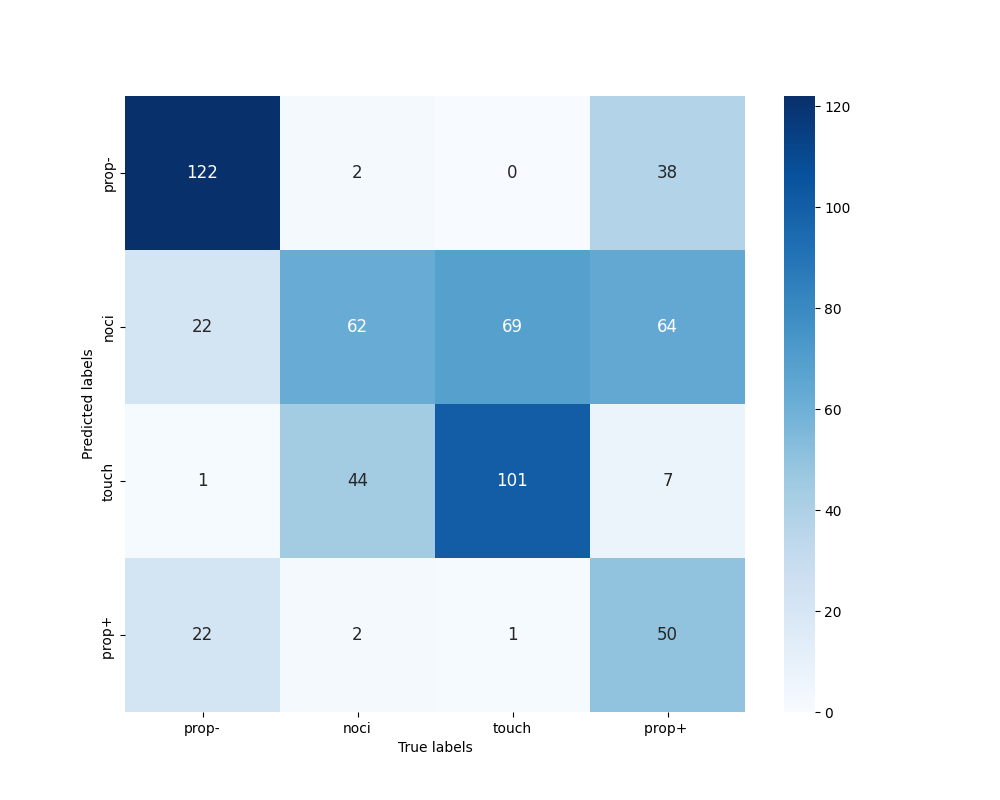 122 2 0 38
22 62 69 64
1 44 101 7
22 2 1 50
prop-
noci
touch
prop+
Predicted labels
prop- noci touch prop+
True labels
120
100
80
60
40
20
0